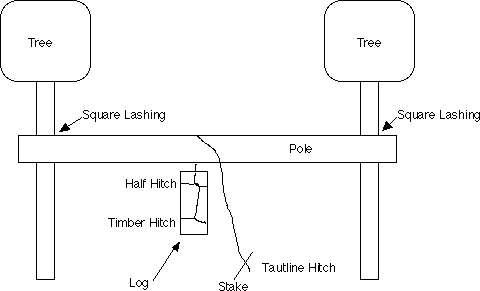 Tree
Tree
Square Lashing
Square Lashing
Pole
Half Hitch
Timber Hitch
Tautline Hitch
Log
Stake